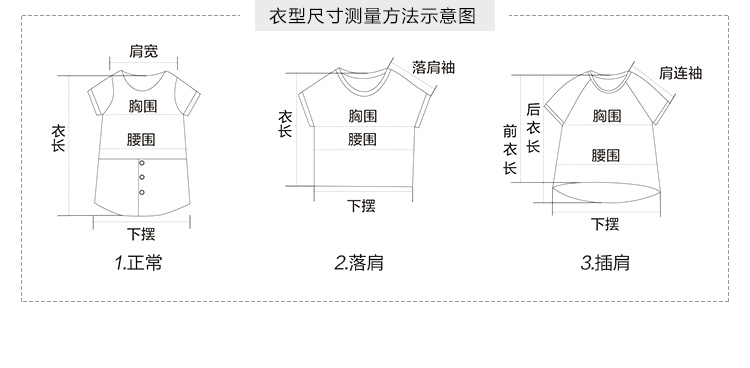 衣型尺寸测量方法示意图
肩宽
胸围
腰围
衣长
下摆
1.正常
落肩袖
胸围
腰围
衣长
下摆
2.落肩
肩连袖
胸围
腰围
后衣长
前衣长
下摆
3.插肩